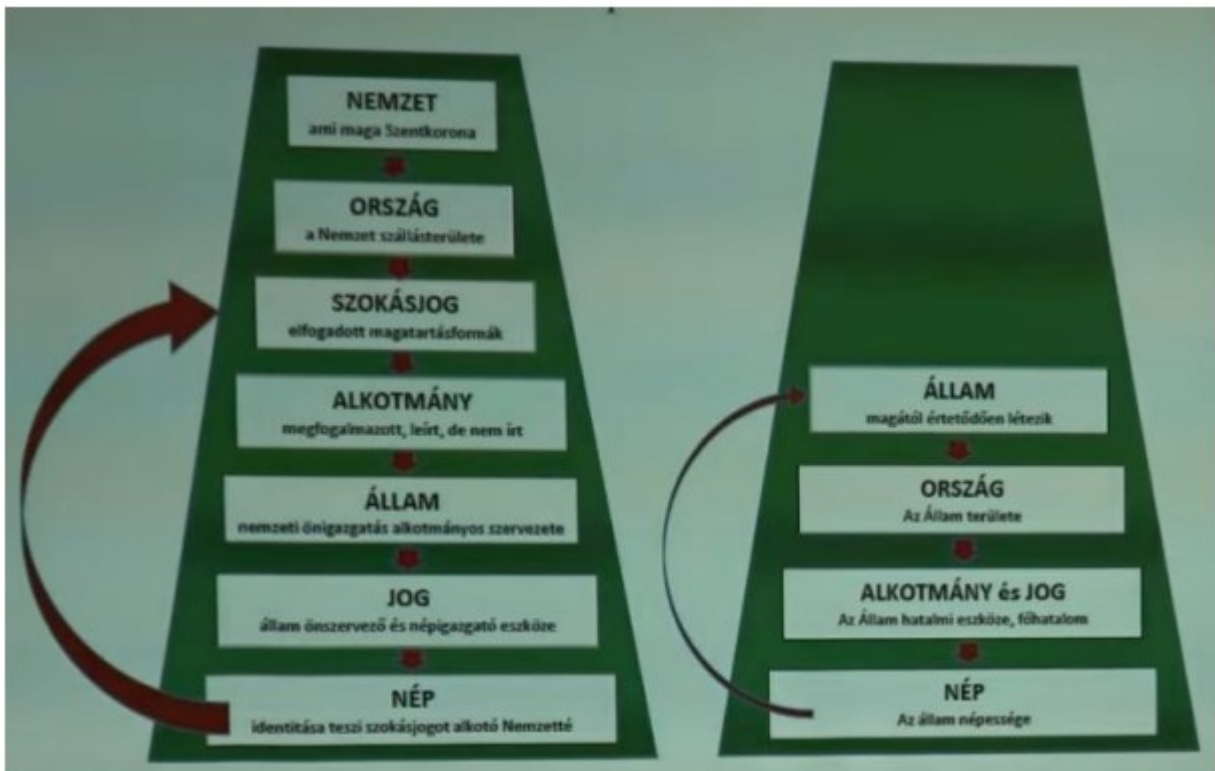 NEMZET
ami maga Szentkorona
ORSZÁG
a Nemzet szállásterülete
SZOKÁSJOG
elfogadott magatartásformák
ALKOTMÁNY
megfogalmazott, leírt, de nem írt
ÁLLAM
nemzeti önigazgatás alkotmányos szervezete
JOG
állam önszervező és népigazgató eszköze
NÉP
identitása teszi szokásjogot alkotó Nemzetté
ÁLLAM
magától értetődően létezik
ORSZÁG
Az Állam területe
ALKOTMÁNY és JOG
Az Állam hatalmi eszköze, főhatalom
NÉP
Az állam népessége